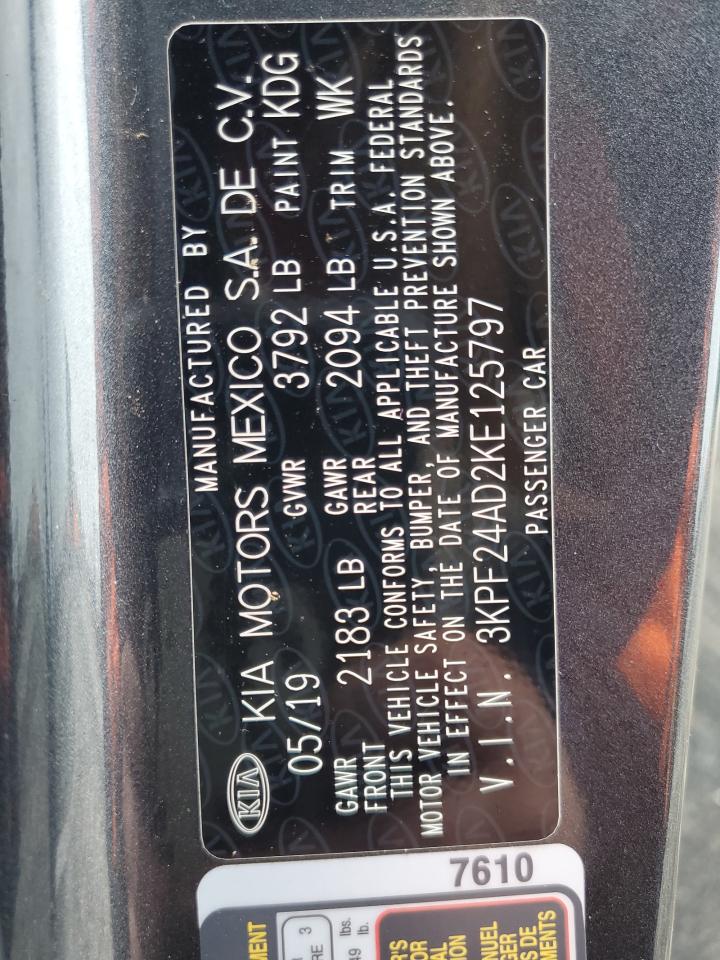 MANUFACTURED BY
KIA KIA MOTORS MEXICO S.A. DE C.V.
05/19 GVWR 3792 LB PAINT KDG
GAWR FRONT 2183 LB GAWR REAR 2094 LB TRIM WK
THIS VEHICLE CONFORMS TO ALL APPLICABLE U.S.A. FEDERAL
MOTOR VEHICLE SAFETY, BUMPER, AND THEFT PREVENTION STANDARDS
IN EFFECT ON THE DATE OF MANUFACTURE SHOWN ABOVE.
V.I.N. 3KPF24AD2KE125797
PASSENGER CAR
7610